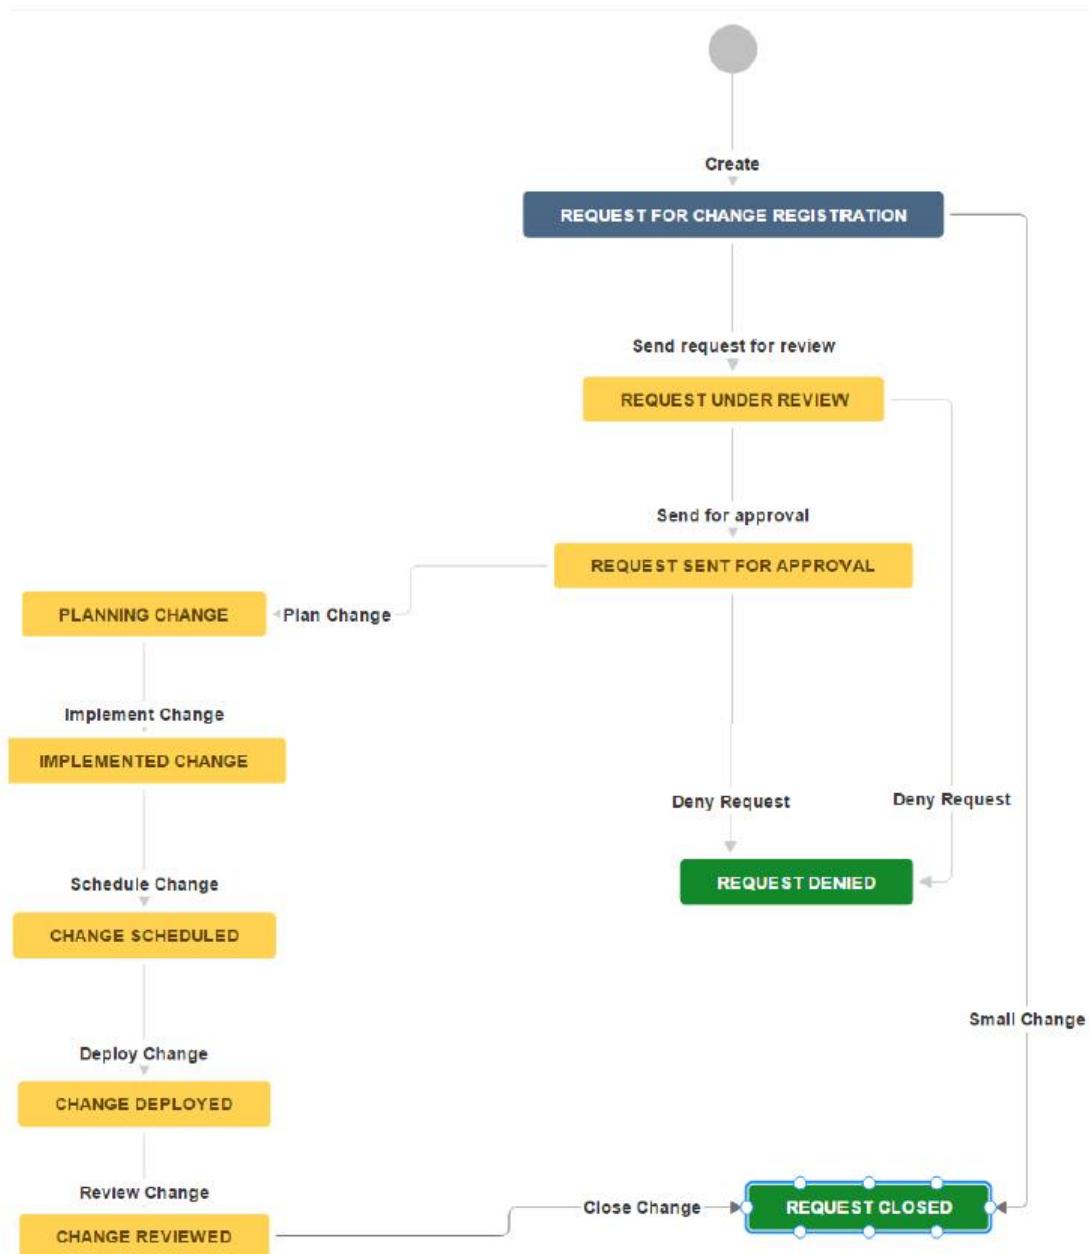 Create
REQUEST FOR CHANGE REGISTRATION
Send request for review
REQUEST UNDER REVIEW
Send for approval
REQUEST SENT FOR APPROVAL
PLANNING CHANGE
Plan Change
Implement Change
IMPLEMENTED CHANGE
Deny Request
Deny Request
Schedule Change
REQUEST DENIED
CHANGE SCHEDULED
Small Change
Deploy Change
CHANGE DEPLOYED
Review Change
Close Change
REQUEST CLOSED
CHANGE REVIEWED